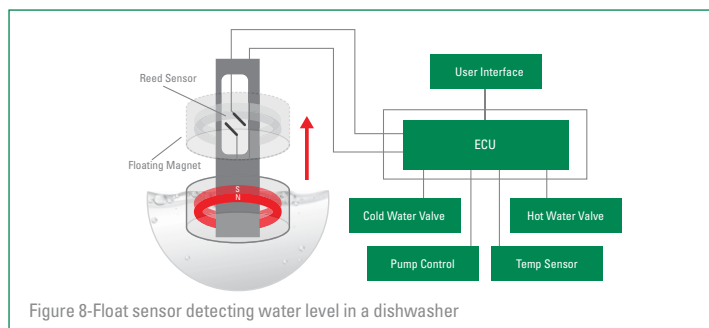 User Interface
Reed Sensor
ECU
Floating Magnet
S
N
Cold Water Valve
Hot Water Valve
Pump Control
Temp Sensor
Figure 8-Float sensor detecting water level in a dishwasher